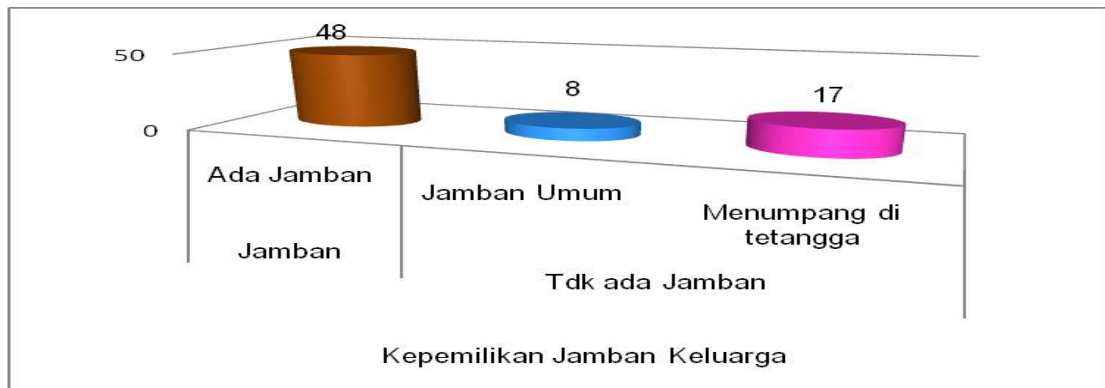 48
50
8
17
0
Ada Jamban
Jamban Umum
Menumpang di
tetangga
Jamban
Tdk ada Jamban
Kepemilikan Jamban Keluarga